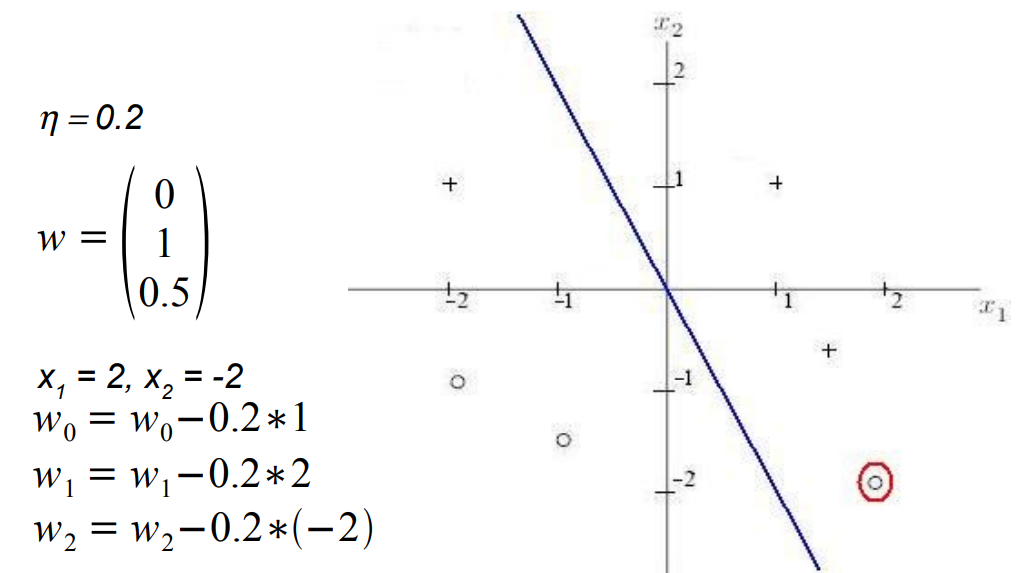 η = 0.2
w = (0 1 0.5)
x₁ = 2, x₂ = -2
w₀ = w₀−0.2∗1
w₁ = w₁−0.2∗2
w₂ = w₂−0.2∗(−2)
x₂
2
1
-2 -1 1 2
x₁
-1
-2